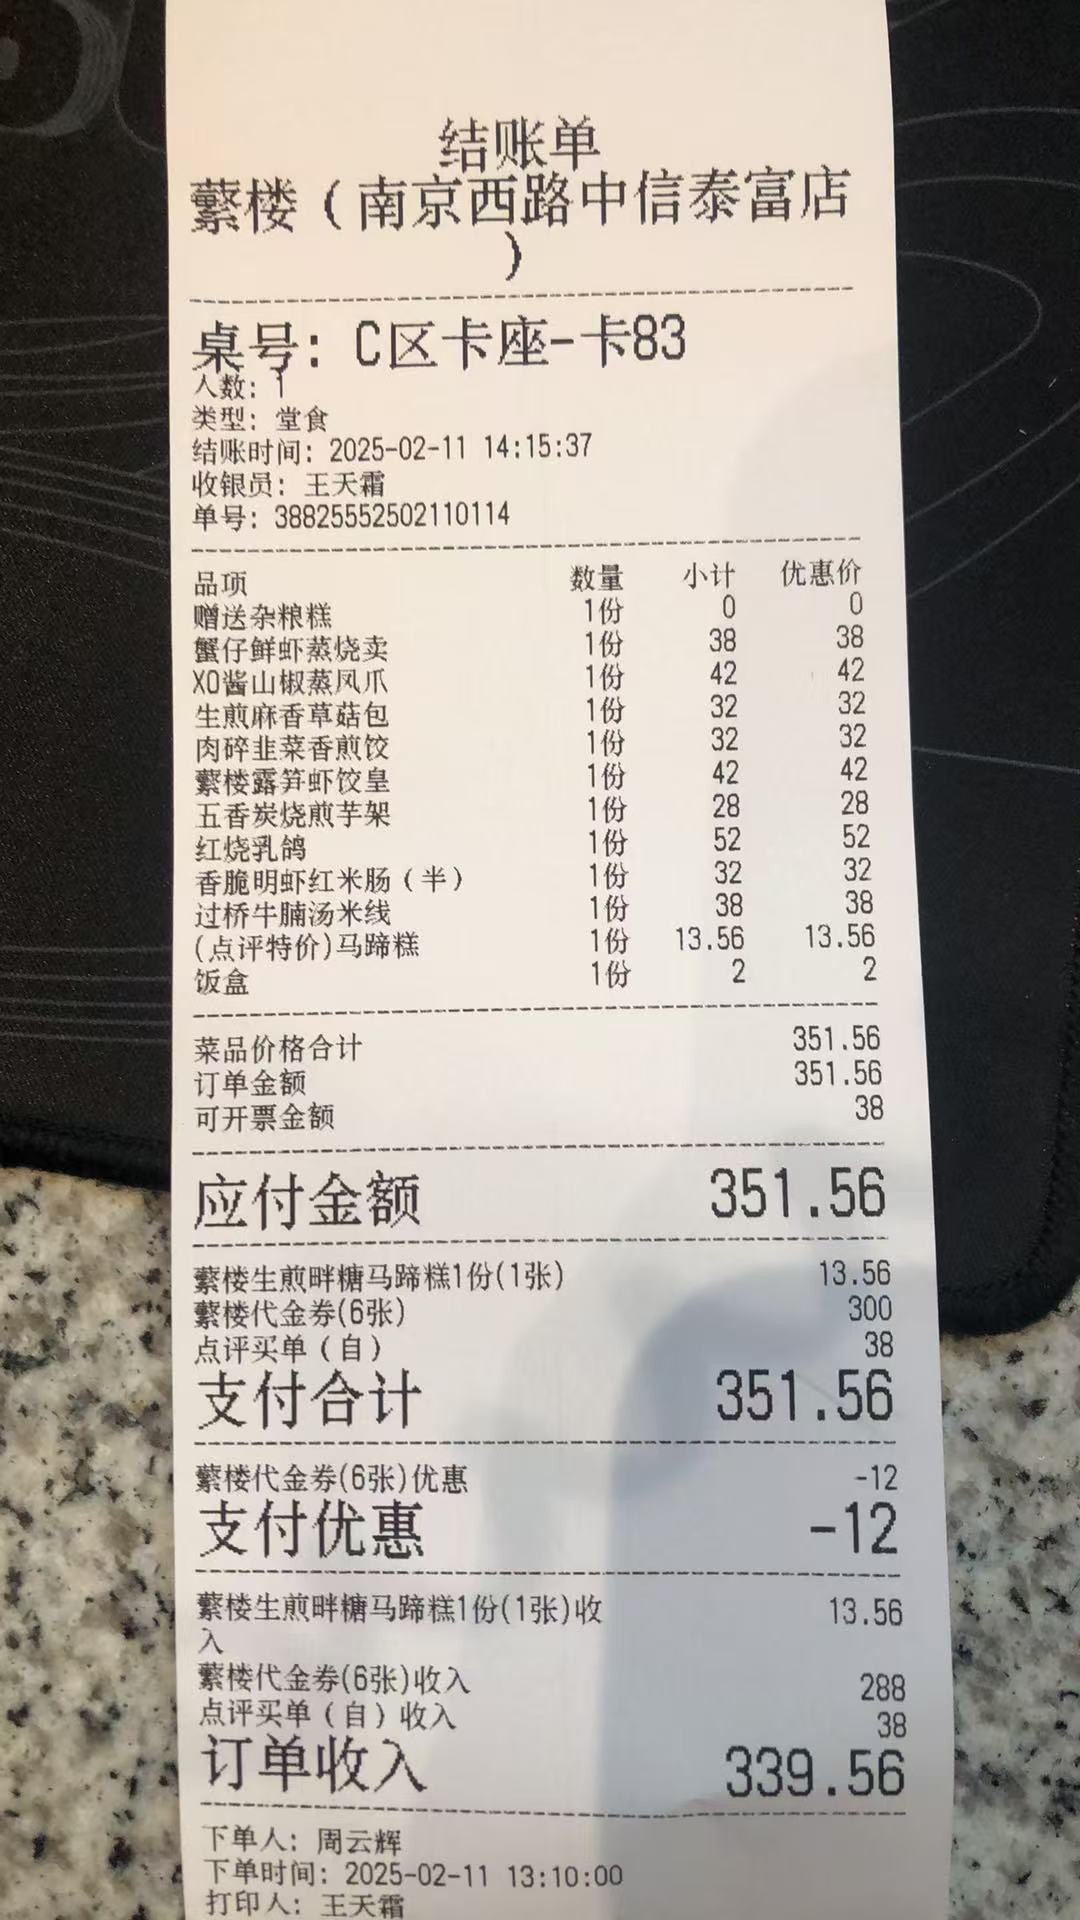 结账单
蘩楼（南京西路中信泰富店
）
桌号: C区卡座-卡83
人数: 1
类型: 堂食
结账时间: 2025-02-11 14:15:37
收银员: 王天霜
单号: 38825552502110114
品项 数量 小计 优惠价
赠送杂粮糕 1份 0 0
蟹仔鲜虾蒸烧卖 1份 38 38
XO酱山椒蒸凤爪 1份 42 42
生煎麻香草菇包 1份 32 32
肉碎韭菜香煎饺 1份 32 32
蘩楼露笋虾饺皇 1份 42 42
五香炭烧煎芋架 1份 28 28
红烧乳鸽 1份 52 52
香脆明虾红米肠（半） 1份 32 32
过桥牛腩汤米线 1份 38 38
(点评特价)马蹄糕 1份 13.56 13.56
饭盒 1份 2 2
菜品价格合计 351.56
订单金额 351.56
可开票金额 38
应付金额 351.56
蘩楼生煎畔糖马蹄糕1份(1张) 13.56
蘩楼代金券(6张) 300
点评买单（自） 38
支付合计 351.56
蘩楼代金券(6张)优惠 -12
支付优惠 -12
蘩楼生煎畔糖马蹄糕1份(1张)收 13.56
入
蘩楼代金券(6张)收入 288
点评买单（自）收入 38
订单收入 339.56
下单人: 周云辉
下单时间: 2025-02-11 13:10:00
打印人: 王天霜